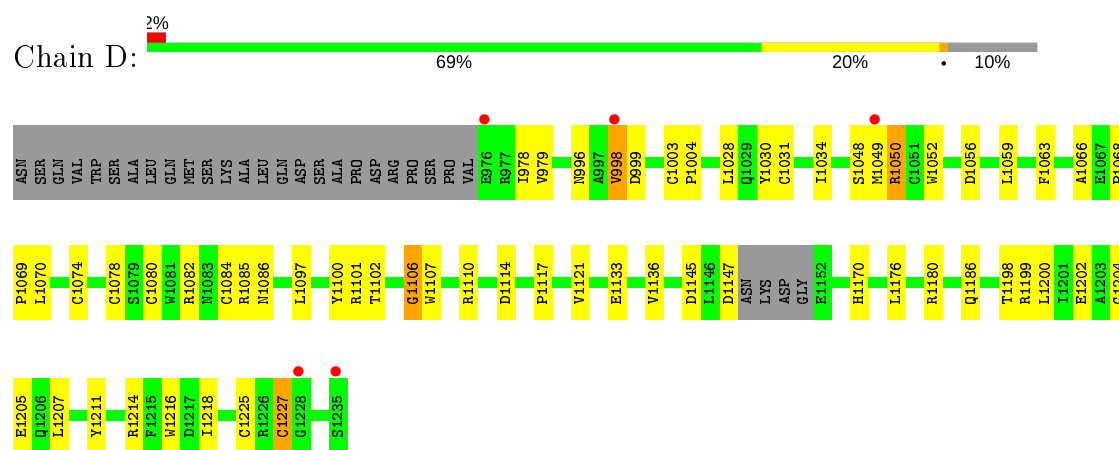 2%
Chain D:
69% 20% • 10%
ASN SER GLN VAL TRP SER ALA LEU GLN MET SER LYS ALA LEU GLN ASP SER ALA PRO ASP ARG PRO SER PRO VAL E976 R977 I978 V979 N996 A997 V998 D999 C1003 P1004 L1028 Q1029 Y1030 C1031 I1034 S1048 M1049 R1050 C1051 W1052 D1056 L1059 F1063 A1066 E1067 P1068
P1069 L1070 C1074 C1078 S1079 C1080 W1081 R1082 N1083 C1084 R1085 N1086 L1097 Y1100 R1101 T1102 G1106 W1107 R1110 D1114 P1117 V1121 E1133 V1136 D1145 L1146 D1147 ASN LYS ASP GLY E1152 H1170 L1176 R1180 Q1186 T1198 R1199 L1200 I1201 E1202 A1203 G1204
E1205 Q1206 L1207 Y1211 R1214 F1215 W1216 D1217 I1218 C1225 R1226 C1227 G1228 S1235